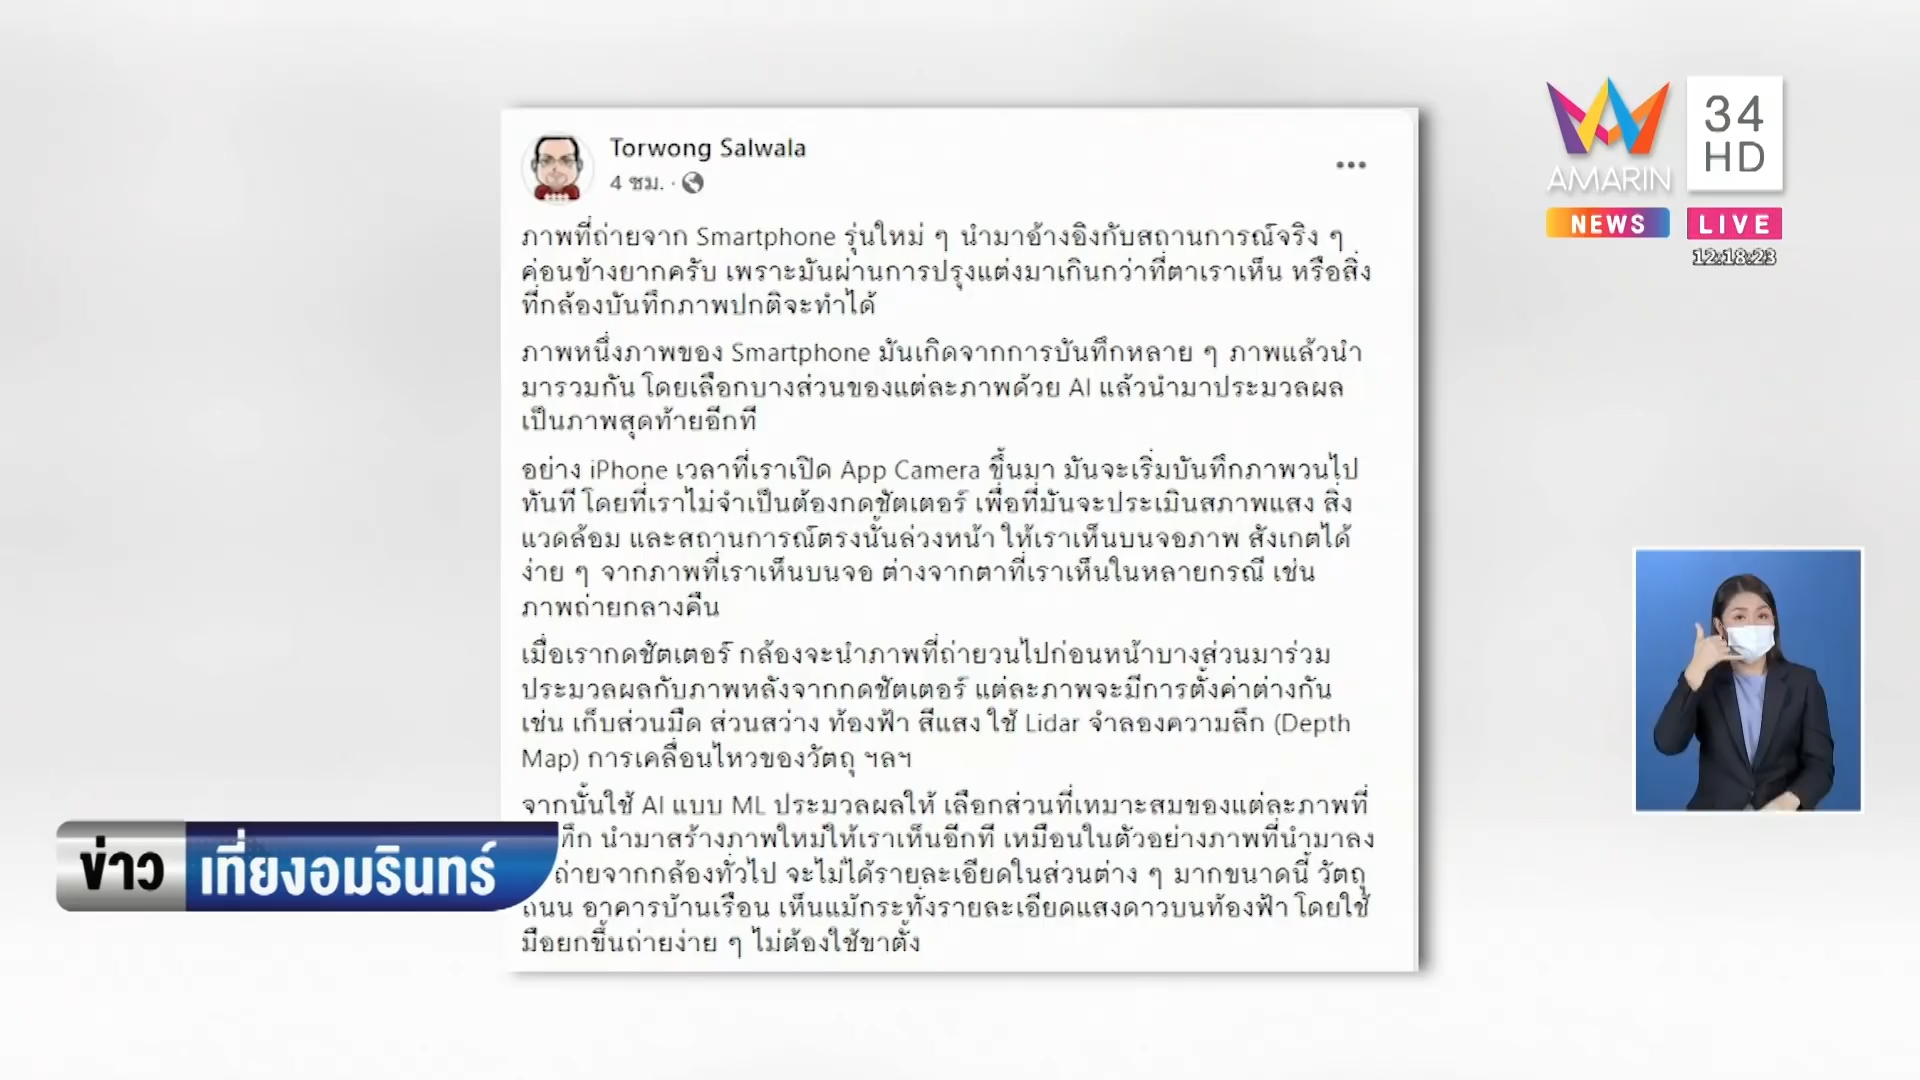 Torwong Salwala
4 ชม. ·
ภาพที่ถ่ายจาก Smartphone รุ่นใหม่ ๆ นำมาอ้างอิงกับสถานการณ์จริง ๆ
ค่อนข้างยากครับ เพราะมันผ่านการปรุงแต่งมาเกินกว่าที่ตาเราเห็น หรือสิ่ง
ที่กล้องบันทึกภาพปกติจะทำได้
ภาพหนึ่งภาพของ Smartphone มันเกิดจากการบันทึกหลาย ๆ ภาพแล้วนำ
มารวมกัน โดยเลือกบางส่วนของแต่ละภาพด้วย AI แล้วนำมาประมวลผล
เป็นภาพสุดท้ายอีกที
อย่าง iPhone เวลาที่เราเปิด App Camera ขึ้นมา มันจะเริ่มบันทึกภาพวนไป
ทันที โดยที่เราไม่จำเป็นต้องกดชัตเตอร์ เพื่อที่มันจะประเมินสภาพแสง สิ่ง
แวดล้อม และสถานการณ์ตรงนั้นล่วงหน้า ให้เราเห็นบนจอภาพ สังเกตได้
ง่าย ๆ จากภาพที่เราเห็นบนจอ ต่างจากตาที่เราเห็นในหลายกรณี เช่น
ภาพถ่ายกลางคืน
เมื่อเรากดชัตเตอร์ กล้องจะนำภาพที่ถ่ายวนไปก่อนหน้าบางส่วนมาร่วม
ประมวลผลกับภาพหลังจากกดชัตเตอร์ แต่ละภาพจะมีการตั้งค่าต่างกัน
เช่น เก็บส่วนมืด ส่วนสว่าง ท้องฟ้า สีแสง ใช้ Lidar จำลองความลึก (Depth
Map) การเคลื่อนไหวของวัตถุ ฯลฯ
จากนั้นใช้ AI แบบ ML ประมวลผลให้ เลือกส่วนที่เหมาะสมของแต่ละภาพที่
ทึก นำมาสร้างภาพใหม่ให้เราเห็นอีกที เหมือนในตัวอย่างภาพที่นำมาลง
ถ่ายจากกล้องทั่วไป จะไม่ได้รายละเอียดในส่วนต่าง ๆ มากขนาดนี้ วัตถุ
ถนน อาคารบ้านเรือน เห็นแม้กระทั่งรายละเอียดแสงดาวบนท้องฟ้า โดยใช้
มือยกขึ้นถ่ายง่าย ๆ ไม่ต้องใช้ขาตั้ง
ข่าว เที่ยงอมรินทร์
AMARIN
NEWS
34
HD
LIVE
12:18:23